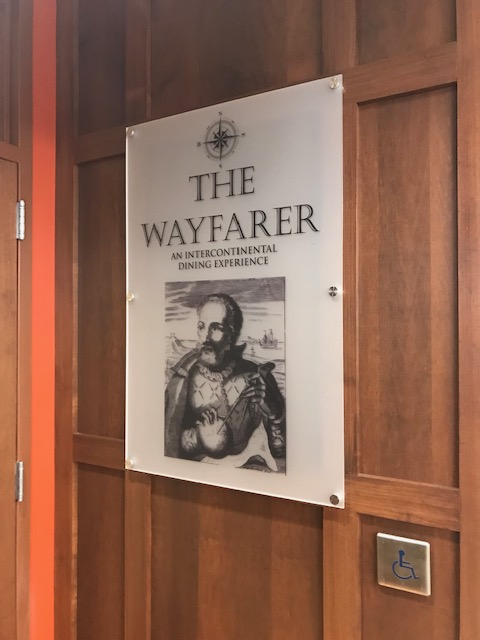 THE
WAYFARER
AN INTERCONTINENTAL
DINING EXPERIENCE